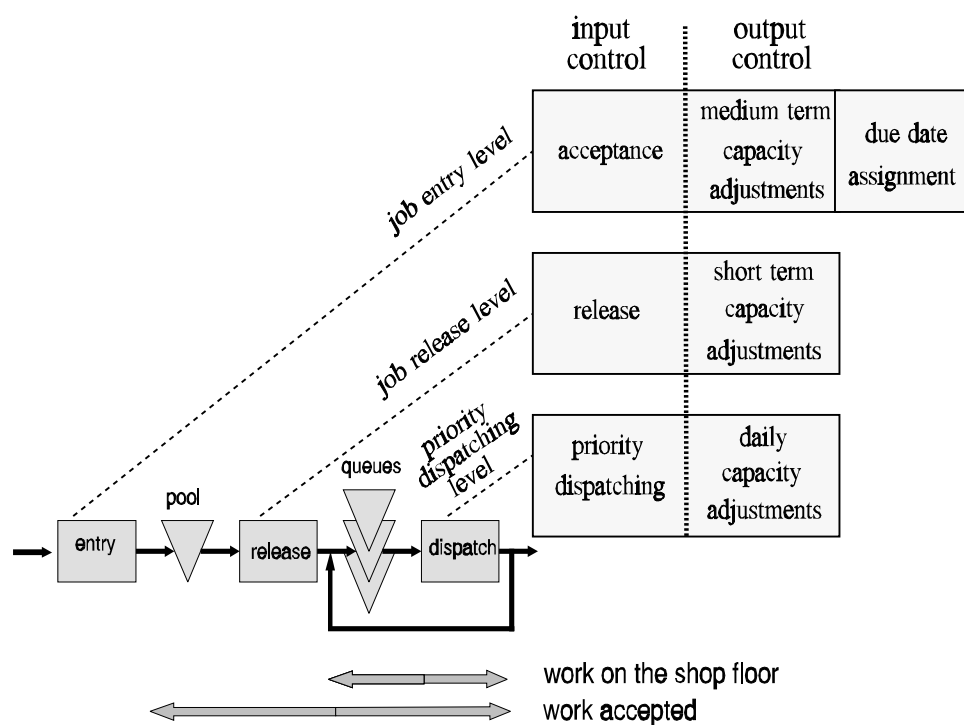 input
control
output
control
acceptance
medium term
capacity
adjustments
due date
assignment
job entry level
release
short term
capacity
adjustments
job release level
priority
dispatching
daily
capacity
adjustments
priority
dispatching
level
queues
pool
entry
release
dispatch
work on the shop floor
work accepted